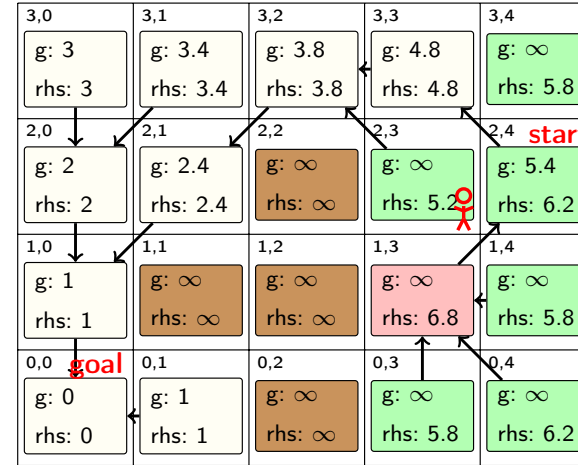 3,0 3,1 3,2 3,3 3,4
g: 3 g: 3.4 g: 3.8 g: 4.8 g: ∞
rhs: 3 rhs: 3.4 rhs: 3.8 rhs: 4.8 rhs: 5.8
2,0 2,1 2,2 2,3 2,4 start
g: 2 g: 2.4 g: ∞ g: ∞ g: 5.4
rhs: 2 rhs: 2.4 rhs: ∞ rhs: 5.2 rhs: 6.2
1,0 1,1 1,2 1,3 1,4
g: 1 g: ∞ g: ∞ g: ∞ g: ∞
rhs: 1 rhs: ∞ rhs: ∞ rhs: 6.8 rhs: 5.8
0,0 goal 0,1 0,2 0,3 0,4
g: 0 g: 1 g: ∞ g: ∞ g: ∞
rhs: 0 rhs: 1 rhs: ∞ rhs: 5.8 rhs: 6.2